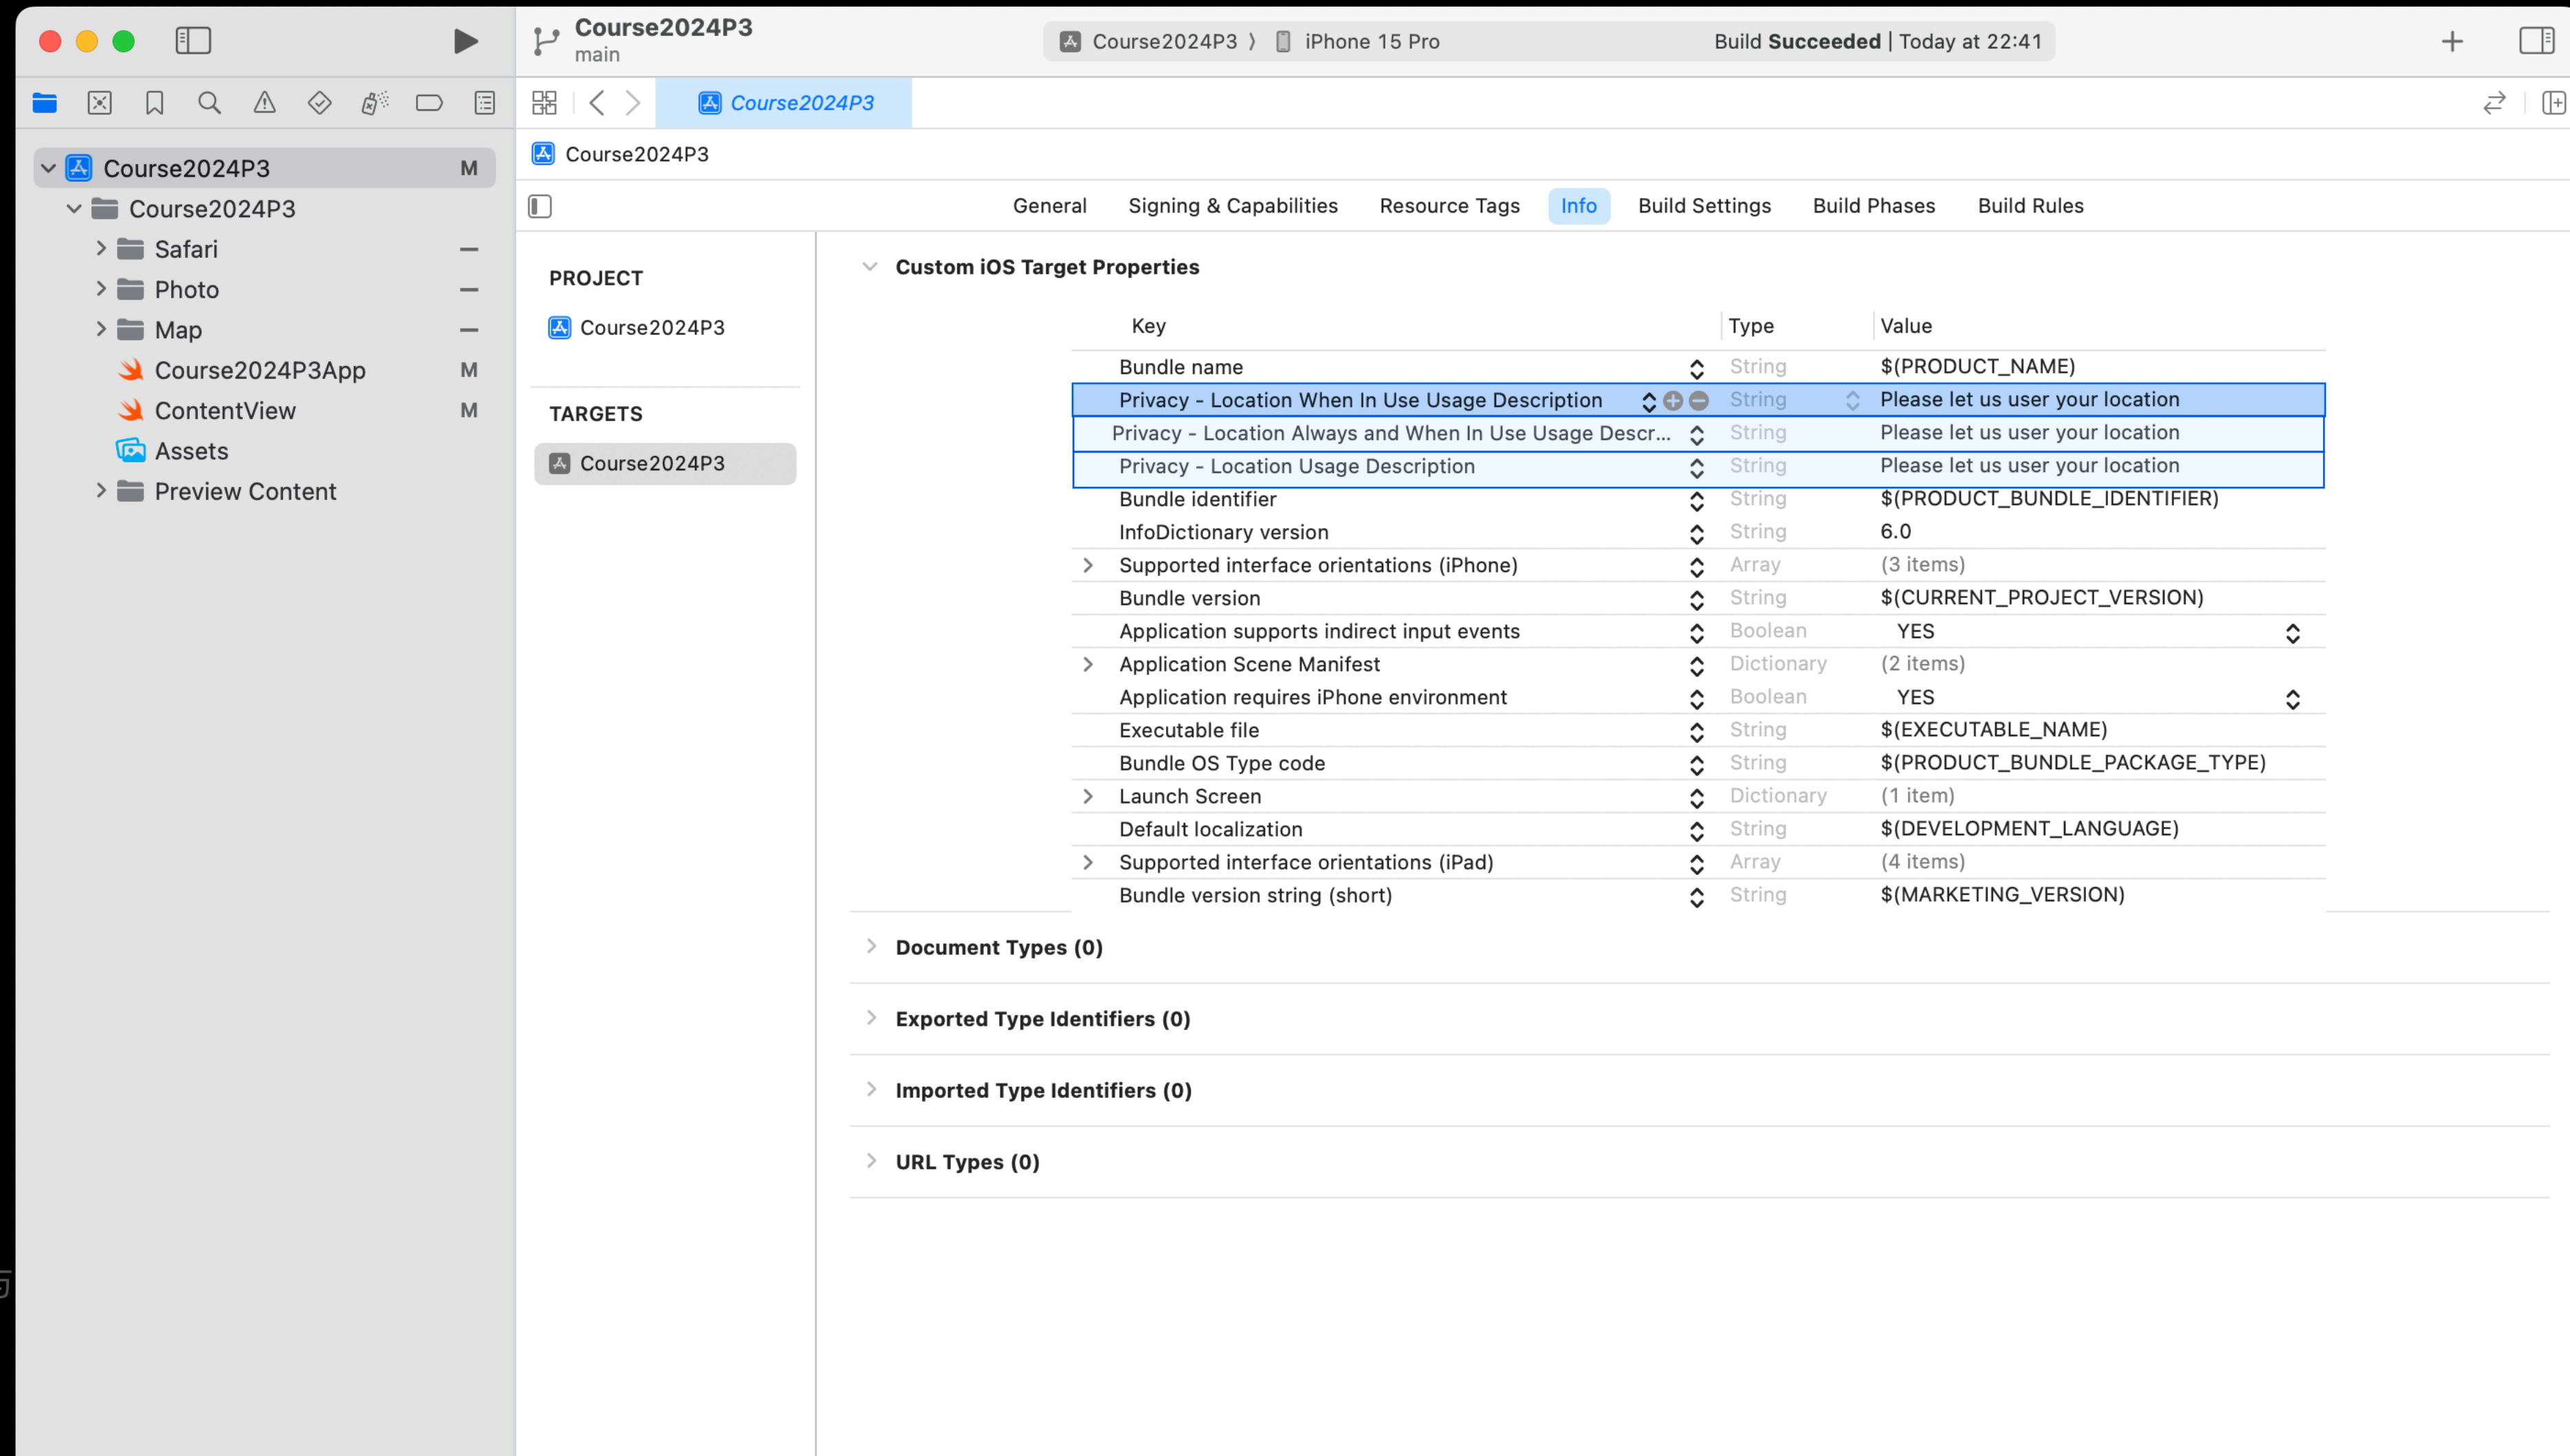 Course2024P3
main
Course2024P3 〉 iPhone 15 Pro
Build Succeeded | Today at 22:41
Course2024P3
Course2024P3 M
Course2024P3
Safari
Photo
Map
Course2024P3App M
ContentView M
Assets
Preview Content
Course2024P3
General Signing & Capabilities Resource Tags Info Build Settings Build Phases Build Rules
PROJECT
Course2024P3
TARGETS
Course2024P3
Custom iOS Target Properties
Key Type Value
Bundle name String $(PRODUCT_NAME)
Privacy - Location When In Use Usage Description String Please let us user your location
Privacy - Location Always and When In Use Usage Descr... String Please let us user your location
Privacy - Location Usage Description String Please let us user your location
Bundle identifier String $(PRODUCT_BUNDLE_IDENTIFIER)
InfoDictionary version String 6.0
Supported interface orientations (iPhone) Array (3 items)
Bundle version String $(CURRENT_PROJECT_VERSION)
Application supports indirect input events Boolean YES
Application Scene Manifest Dictionary (2 items)
Application requires iPhone environment Boolean YES
Executable file String $(EXECUTABLE_NAME)
Bundle OS Type code String $(PRODUCT_BUNDLE_PACKAGE_TYPE)
Launch Screen Dictionary (1 item)
Default localization String $(DEVELOPMENT_LANGUAGE)
Supported interface orientations (iPad) Array (4 items)
Bundle version string (short) String $(MARKETING_VERSION)
Document Types (0)
Exported Type Identifiers (0)
Imported Type Identifiers (0)
URL Types (0)